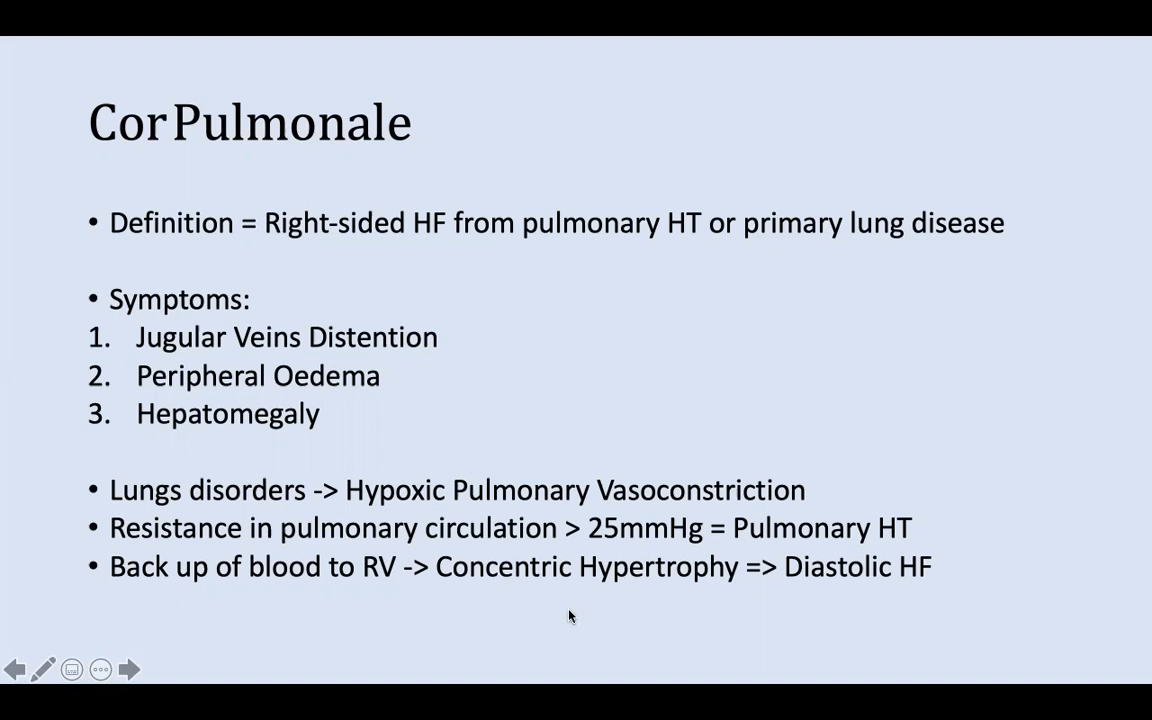 Cor Pulmonale
• Definition = Right-sided HF from pulmonary HT or primary lung disease
• Symptoms:
1. Jugular Veins Distention
2. Peripheral Oedema
3. Hepatomegaly
• Lungs disorders -> Hypoxic Pulmonary Vasoconstriction
• Resistance in pulmonary circulation > 25mmHg = Pulmonary HT
• Back up of blood to RV -> Concentric Hypertrophy => Diastolic HF